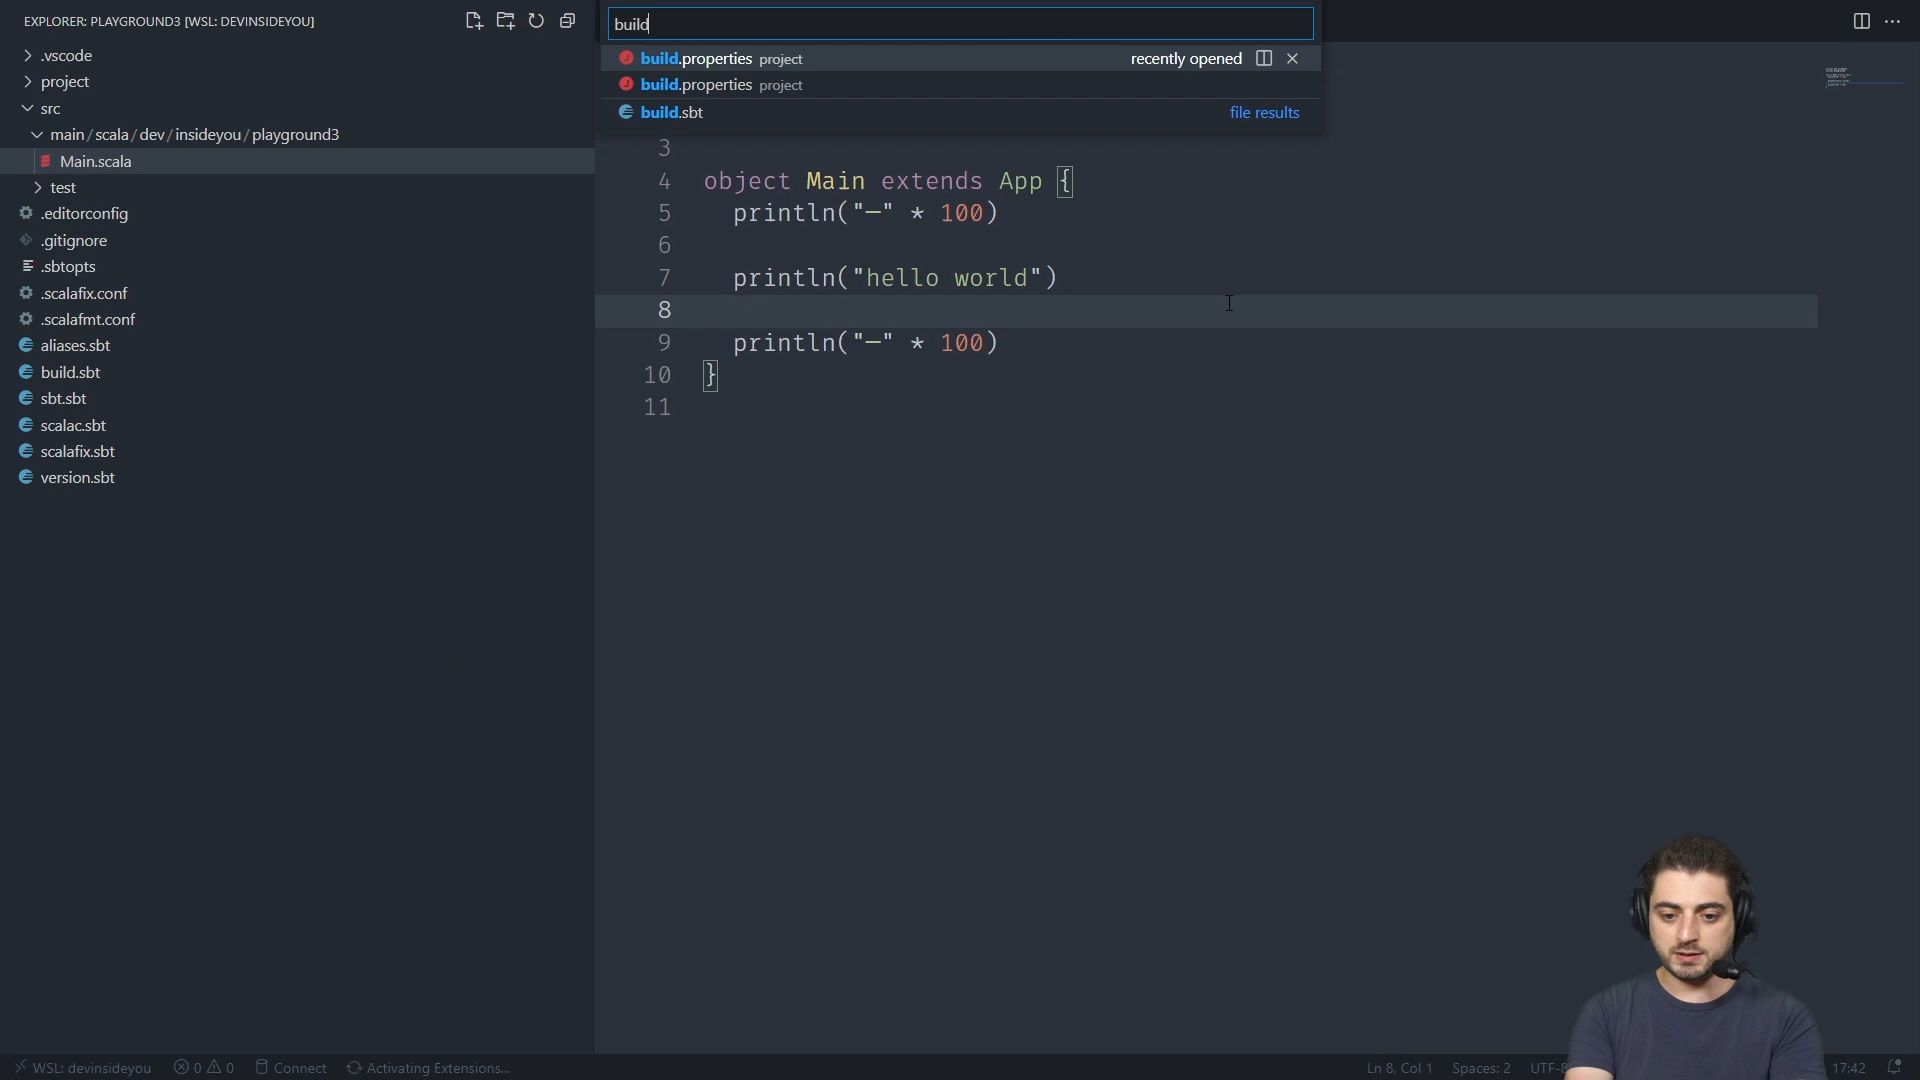 EXPLORER: PLAYGROUND3 [WSL: DEVINSIDEYOU]
.vscode
project
src
main / scala / dev / insideyou / playground3
Main.scala
test
.editorconfig
.gitignore
.sbtopts
.scalafix.conf
.scalafmt.conf
aliases.sbt
build.sbt
sbt.sbt
scalac.sbt
scalafix.sbt
version.sbt
build
build.properties project recently opened
build.properties project
build.sbt file results
3
4 object Main extends App {
5 println("—" * 100)
6
7 println("hello world")
8
9 println("—" * 100)
10 }
11
WSL: devinsideyou 0 0 Connect Activating Extensions... Ln 8, Col 1 Spaces: 2 UTF-8 17:42